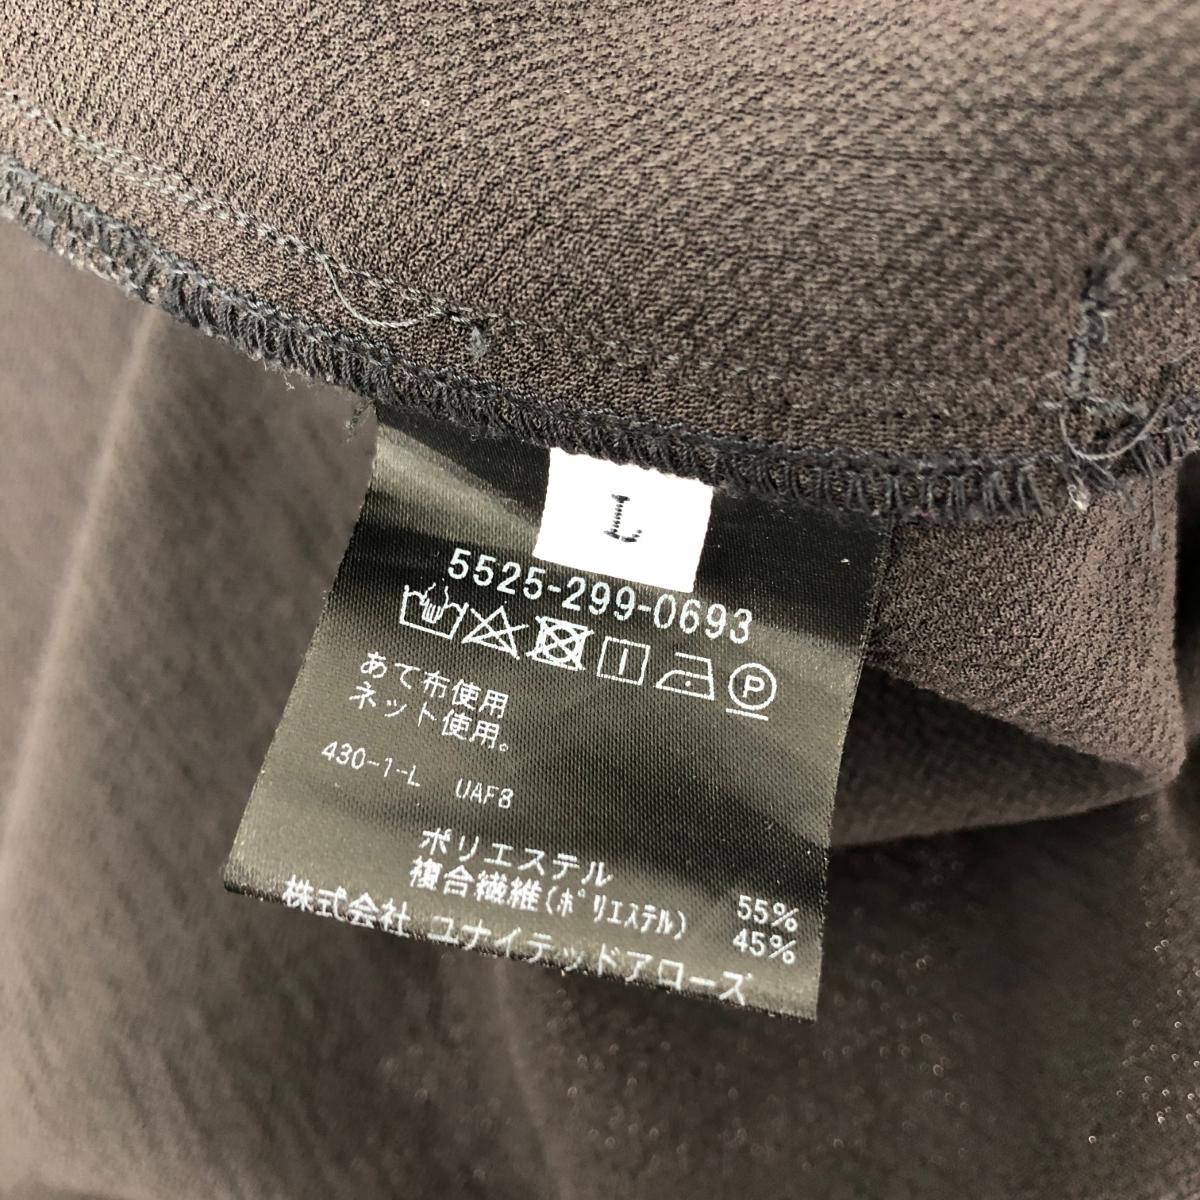 L
5525-299-0693
P
あて布使用
ネット使用。
430-1-L UAF8
ポリエステル 55%
複合繊維(ポリエステル) 45%
株式会社 ユナイテッドアローズ